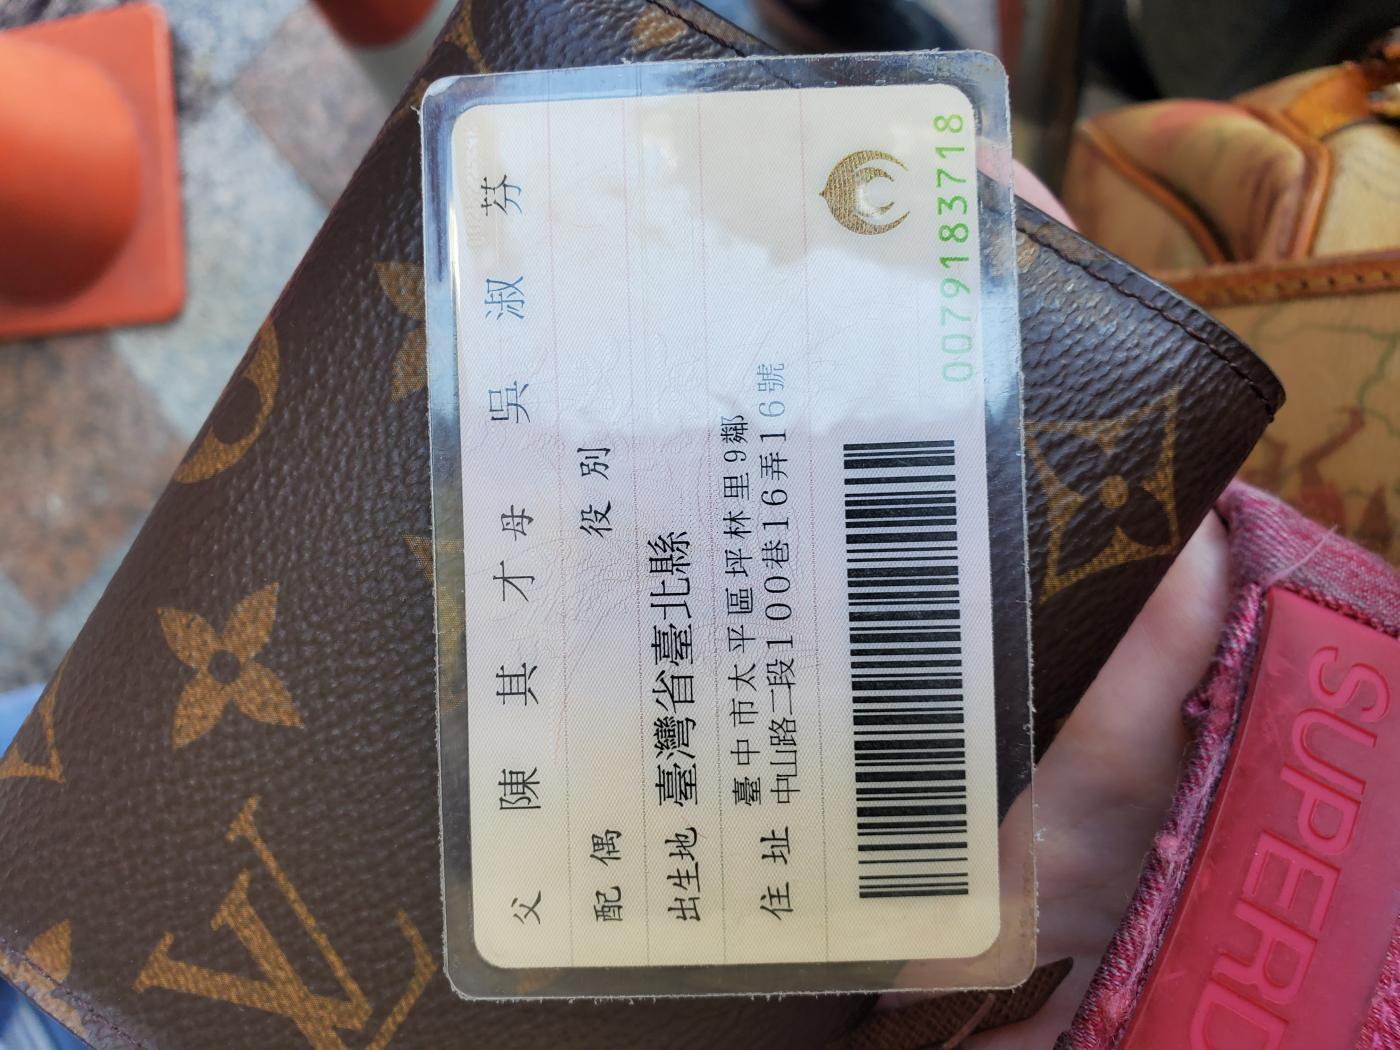 父 陳其才 母 吳淑芬
配偶 役別
出生地 臺灣省臺北縣
住址 臺中市太平區坪林里9鄰
中山路二段100巷16弄16號
0079183718
SUPERD
LV